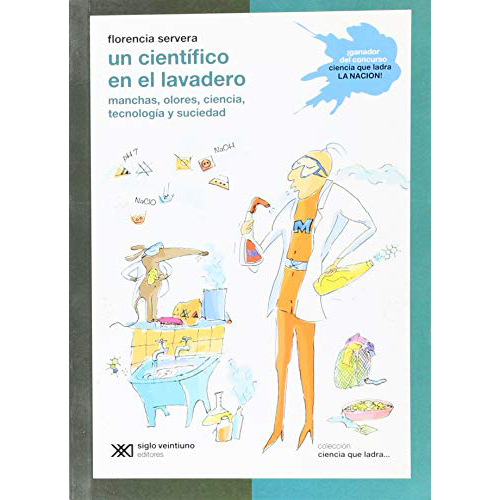 florencia servera
un científico
en el lavadero
manchas, olores, ciencia,
tecnología y suciedad
¡ganador
del concurso
ciencia que ladra
LA NACION!
pH 7
NaOH
NaClO
M
siglo veintiuno
editores
colección
ciencia que ladra...